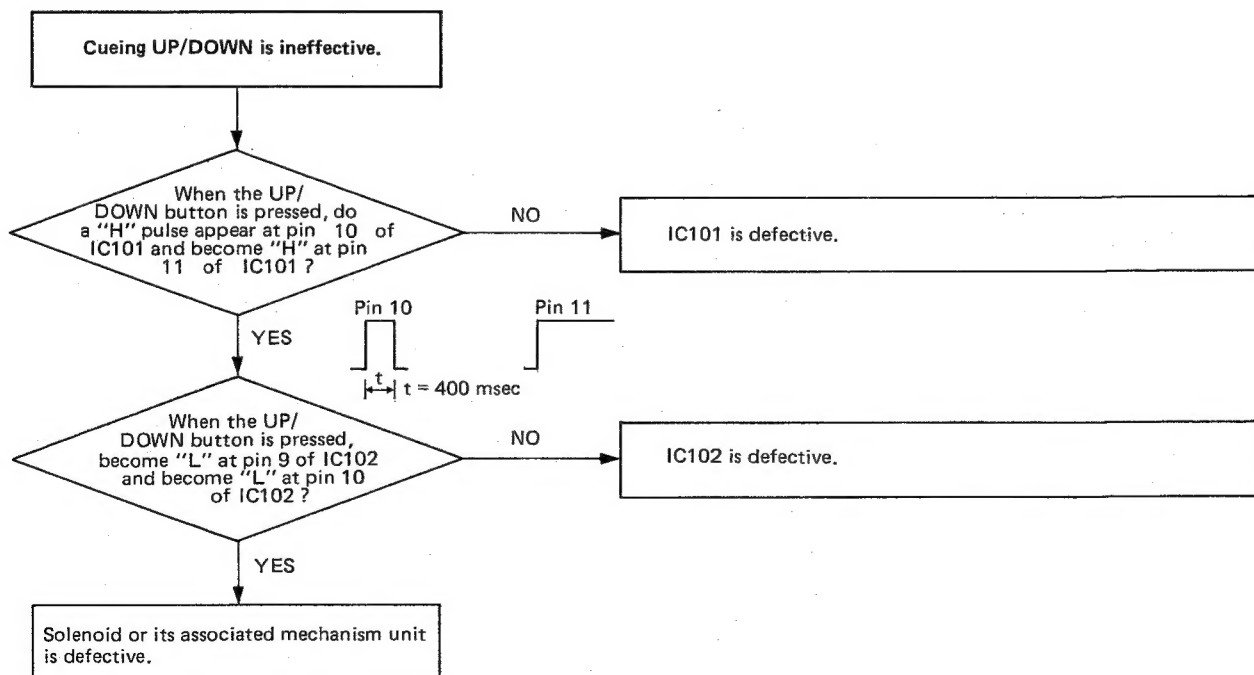 Cueing UP/DOWN is ineffective.
When the UP/
DOWN button is pressed, do
a "H" pulse appear at pin 10 of
IC101 and become "H" at pin
11 of IC101 ?
NO
IC101 is defective.
YES
Pin 10
Pin 11
t
t = 400 msec
When the UP/
DOWN button is pressed,
become "L" at pin 9 of IC102
and become "L" at pin 10
of IC102 ?
NO
IC102 is defective.
YES
Solenoid or its associated mechanism unit
is defective.